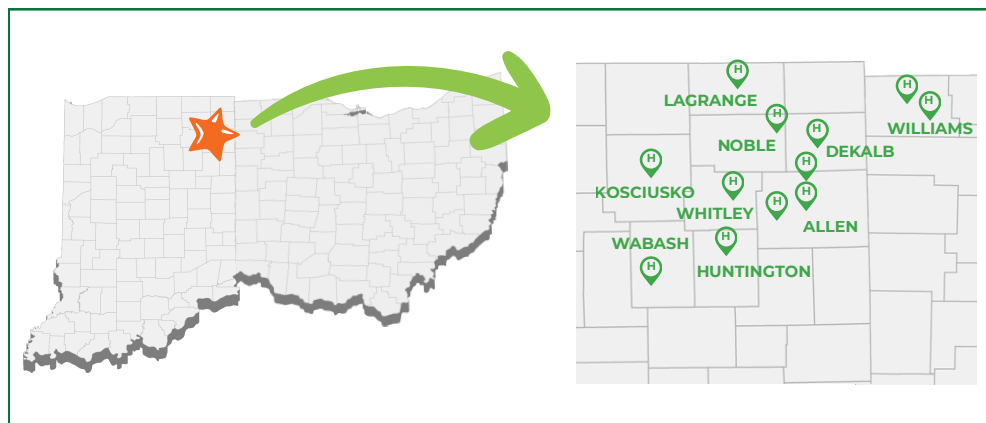 H
H
H
LAGRANGE
H
WILLIAMS
H
NOBLE
DEKALB
H
H
KOSCIUSKO
H
H
H
WHITLEY
ALLEN
H
WABASH
H
HUNTINGTON